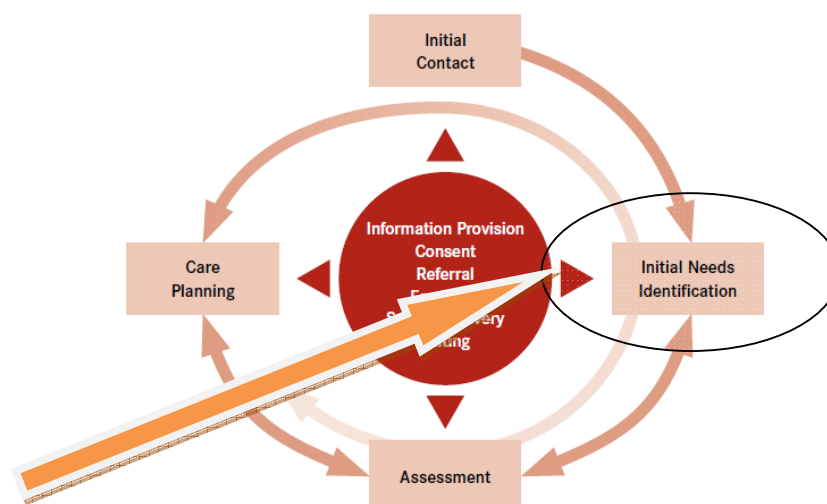 Initial
Contact
Information Provision
Consent
Referral
Care
Planning
Initial Needs
Identification
Assessment